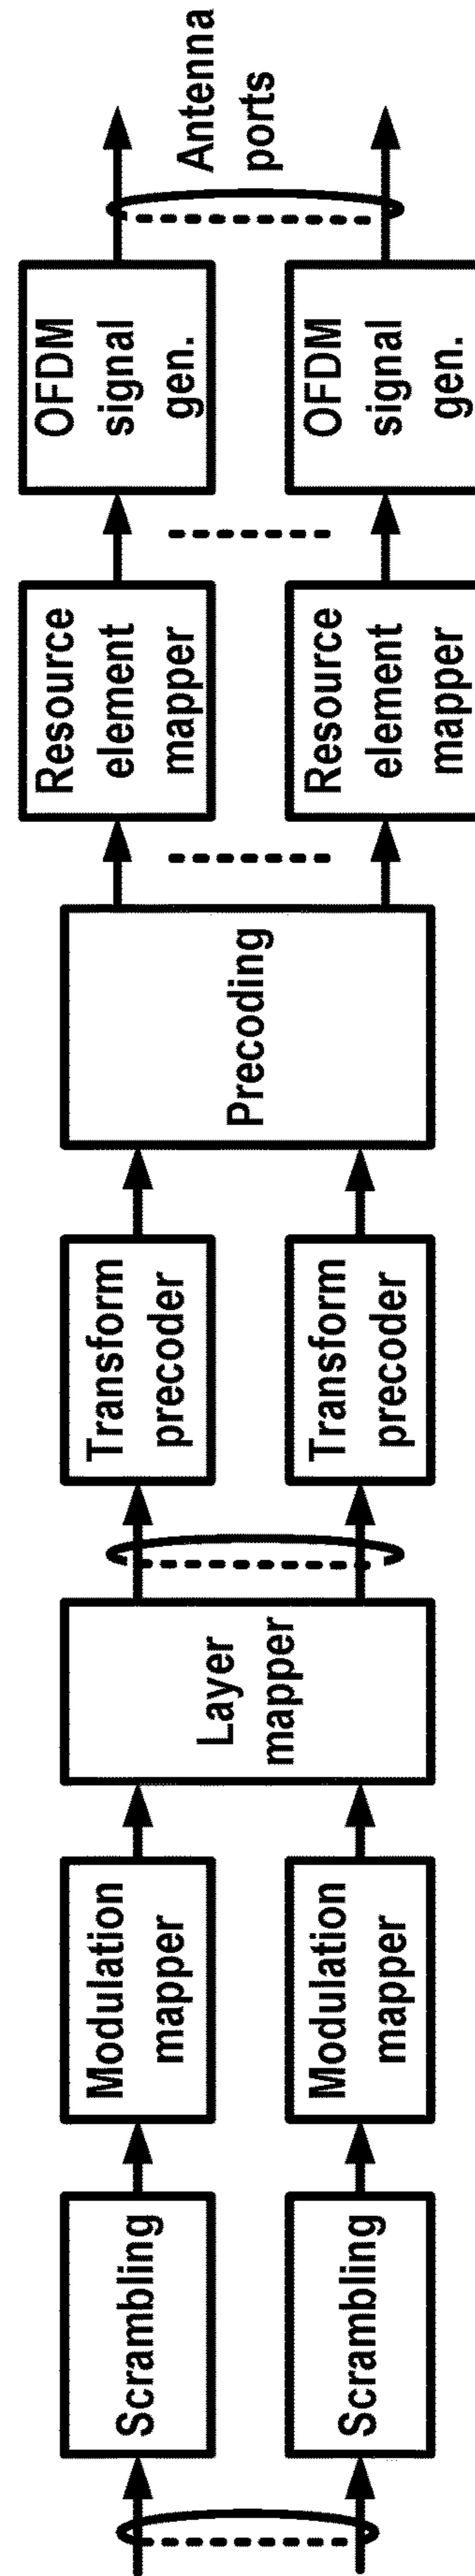 Scrambling
Scrambling
Modulation
mapper
Modulation
mapper
Layer
mapper
Transform
precoder
Transform
precoder
Precoding
Resource
element
mapper
Resource
element
mapper
OFDM
signal
gen.
OFDM
signal
gen.
Antenna
ports